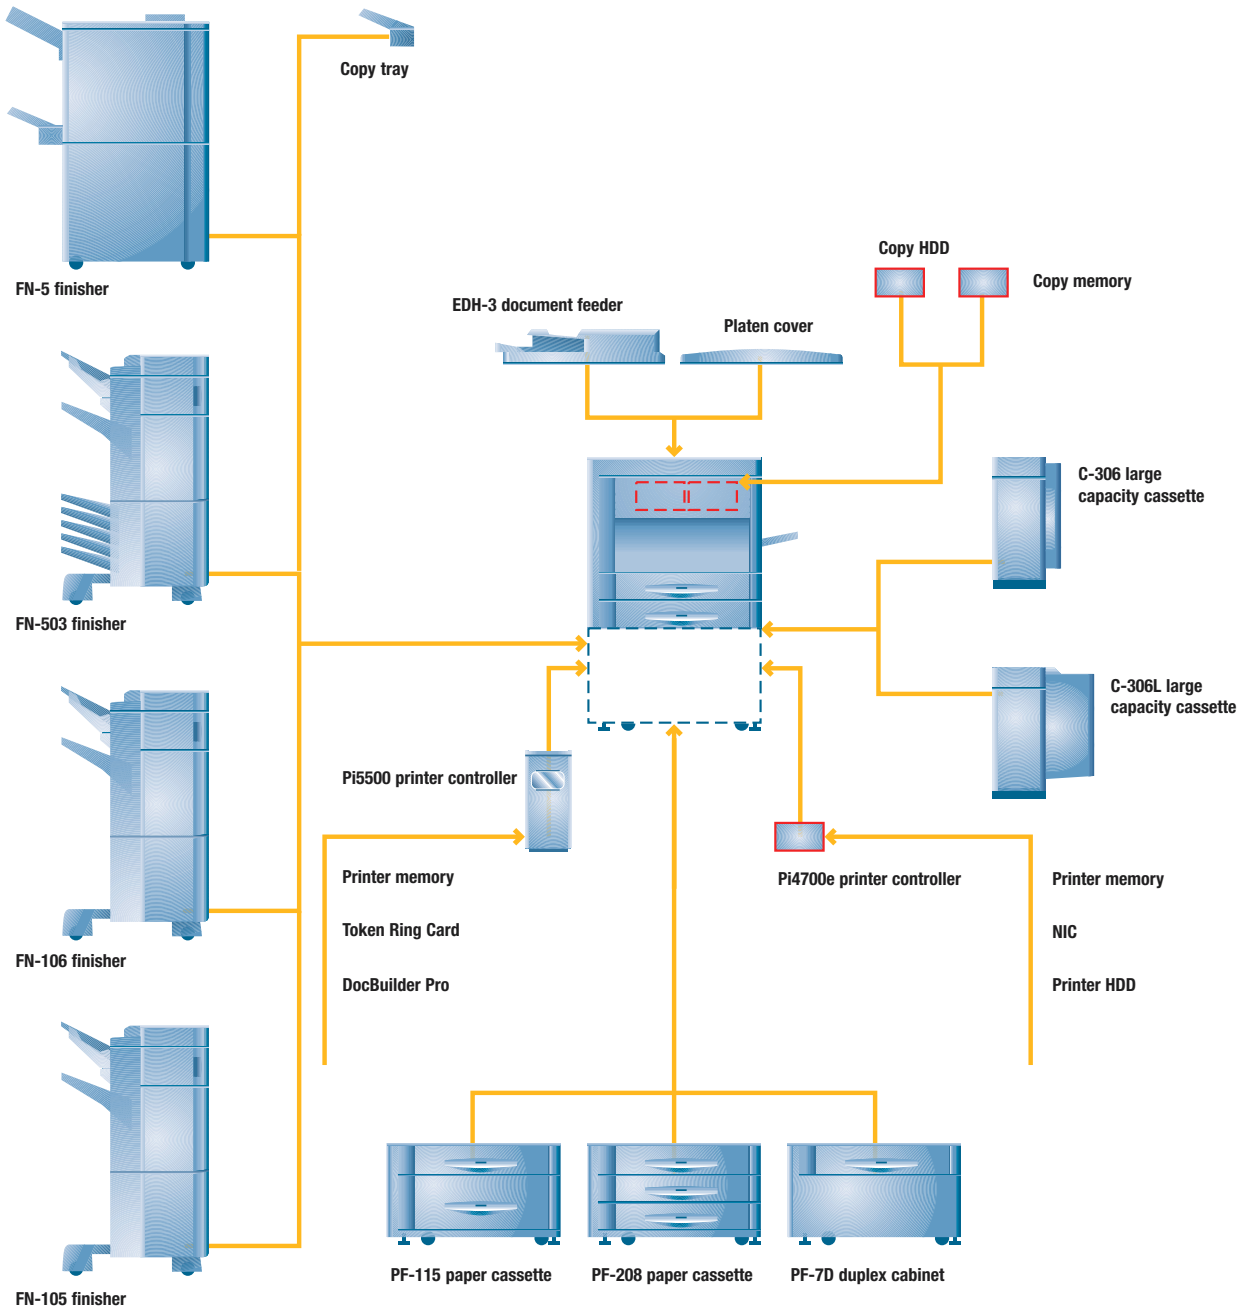 Copy tray
FN-5 finisher
Copy HDD
Copy memory
EDH-3 document feeder
Platen cover
C-306 large
capacity cassette
FN-503 finisher
C-306L large
capacity cassette
Pi5500 printer controller
Printer memory
Token Ring Card
DocBuilder Pro
Pi4700e printer controller
Printer memory
NIC
Printer HDD
FN-106 finisher
PF-115 paper cassette
PF-208 paper cassette
PF-7D duplex cabinet
FN-105 finisher